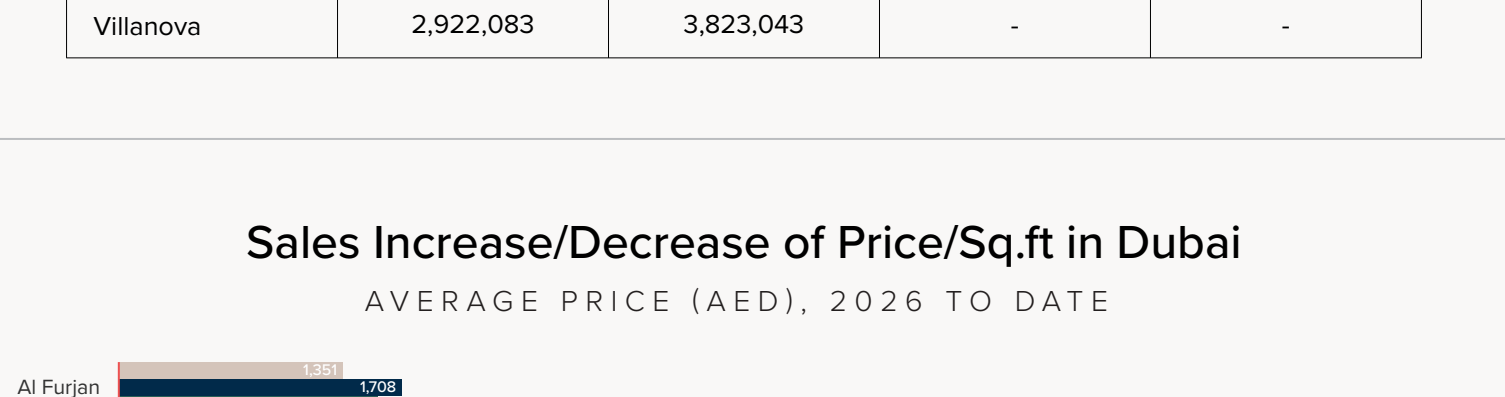 Villanova 2,922,083 3,823,043 - -
Sales Increase/Decrease of Price/Sq.ft in Dubai
AVERAGE PRICE (AED), 2026 TO DATE
1,351
Al Furjan 1,708